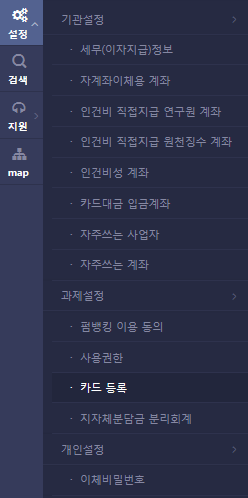 설정
검색
지원
map
기관설정
· 세무(이자지급)정보
· 자계좌이체용 계좌
· 인건비 직접지급 연구원 계좌
· 인건비 직접지급 원천징수 계좌
· 인건비성 계좌
· 카드대금 입금계좌
· 자주쓰는 사업자
· 자주쓰는 계좌
과제설정
· 펌뱅킹 이용 동의
· 사용권한
· 카드 등록
· 지자체분담금 분리회계
개인설정
· 이체비밀번호